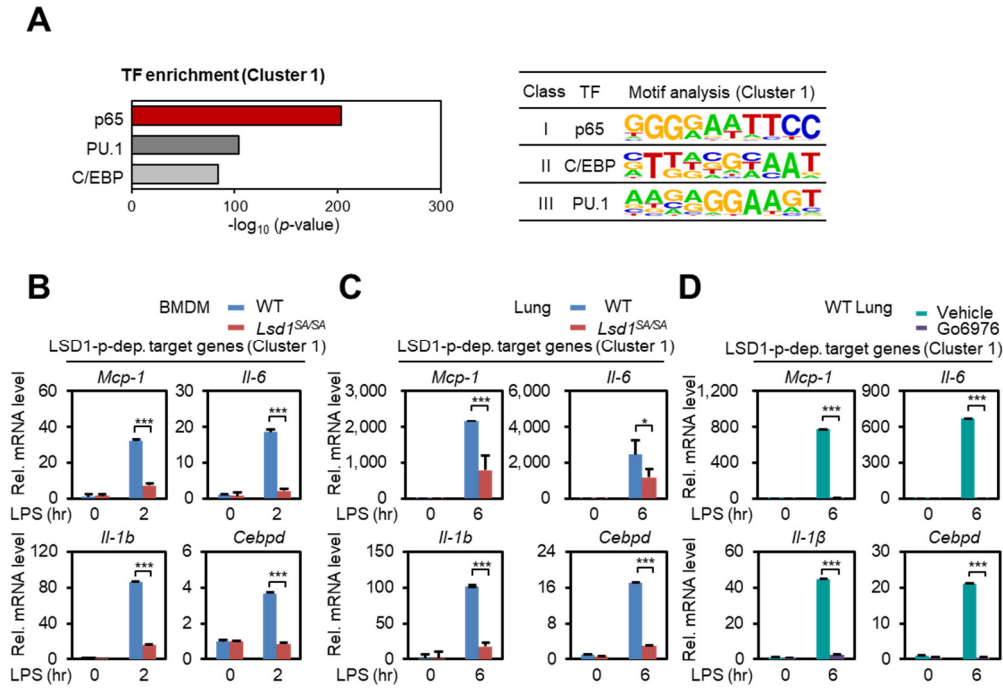 A
TF enrichment (Cluster 1)
p65
PU.1
C/EBP
0 100 200 300
-log10 (p-value)
Class TF Motif analysis (Cluster 1)
I p65 GGGGAATTCC
II C/EBP
III PU.1
B
BMDM
WT
Lsd1SA/SA
LSD1-p-dep. target genes (Cluster 1)
Mcp-1 Il-6
Rel. mRNA level
60
40
20
0
30
20
10
0
***
***
LPS (hr) 0 2 0 2
Il-1b Cebpd
Rel. mRNA level
120
80
40
0
6
4
2
0
***
***
LPS (hr) 0 2 0 2
C
Lung
WT
Lsd1SA/SA
LSD1-p-dep. target genes (Cluster 1)
Mcp-1 Il-6
Rel. mRNA level
3,000
2,000
1,000
0
6,000
4,000
2,000
0
***
*
LPS (hr) 0 6 0 6
Il-1b Cebpd
Rel. mRNA level
150
100
50
0
24
16
8
0
***
***
LPS (hr) 0 6 0 6
D
WT Lung
Vehicle
Go6976
LSD1-p-dep. target genes (Cluster 1)
Mcp-1 Il-6
Rel. mRNA level
1,200
800
400
0
900
600
300
0
***
***
LPS (hr) 0 6 0 6
Il-1β Cebpd
Rel. mRNA level
60
40
20
0
30
20
10
0
***
***
LPS (hr) 0 6 0 6